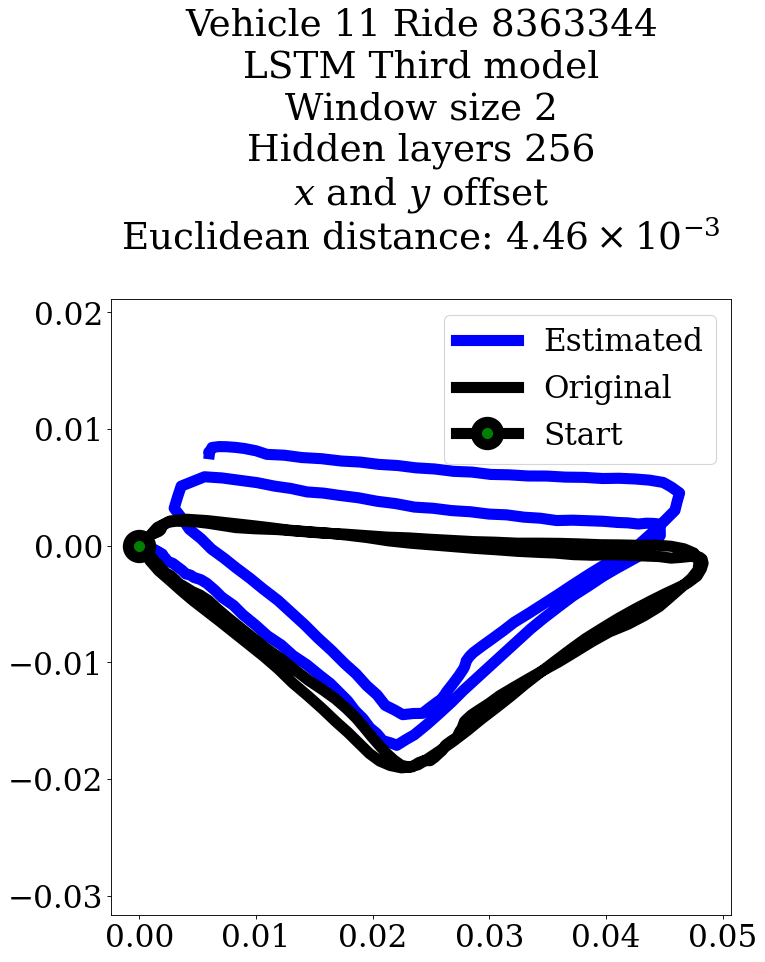 Vehicle 11 Ride 8363344
LSTM Third model
Window size 2
Hidden layers 256
x and y offset
Euclidean distance: 4.46 × 10⁻³
0.02
0.01
0.00
−0.01
−0.02
−0.03
Estimated
Original
Start
0.00 0.01 0.02 0.03 0.04 0.05